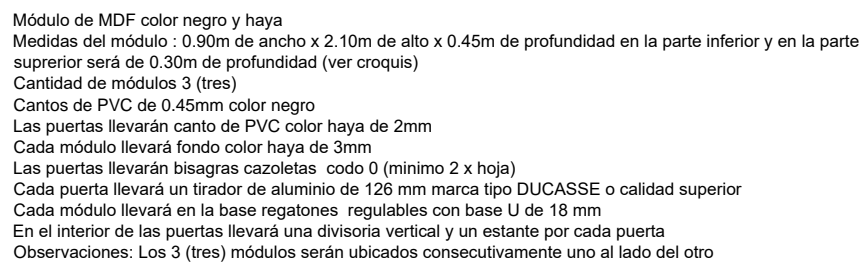 Módulo de MDF color negro y haya
Medidas del módulo : 0.90m de ancho x 2.10m de alto x 0.45m de profundidad en la parte inferior y en la parte
suprerior será de 0.30m de profundidad (ver croquis)
Cantidad de módulos 3 (tres)
Cantos de PVC de 0.45mm color negro
Las puertas llevarán canto de PVC color haya de 2mm
Cada módulo llevará fondo color haya de 3mm
Las puertas llevarán bisagras cazoletas  codo 0 (minimo 2 x hoja)
Cada puerta llevará un tirador de aluminio de 126 mm marca tipo DUCASSE o calidad superior
Cada módulo llevará en la base regatones  regulables con base U de 18 mm
En el interior de las puertas llevará una divisoria vertical y un estante por cada puerta
Observaciones: Los 3 (tres) módulos serán ubicados consecutivamente uno al lado del otro